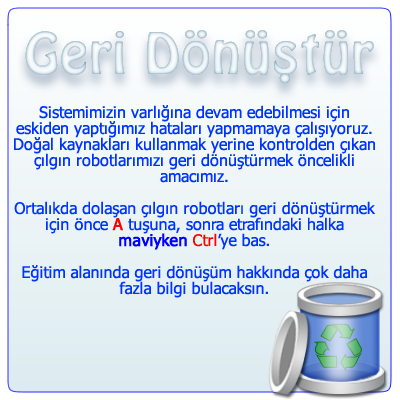 Geri Dönüştür
Sistemimizin varlığına devam edebilmesi için
eskiden yaptığımız hataları yapmamaya çalışıyoruz.
Doğal kaynakları kullanmak yerine kontrolden çıkan
çılgın robotlarımızı geri dönüştürmek öncelikli
amacımız.
Ortalıkda dolaşan çılgın robotları geri dönüştürmek
için önce A tuşuna, sonra etrafındaki halka
maviyken Ctrl'ye bas.
Eğitim alanında geri dönüşüm hakkında çok daha
fazla bilgi bulacaksın.